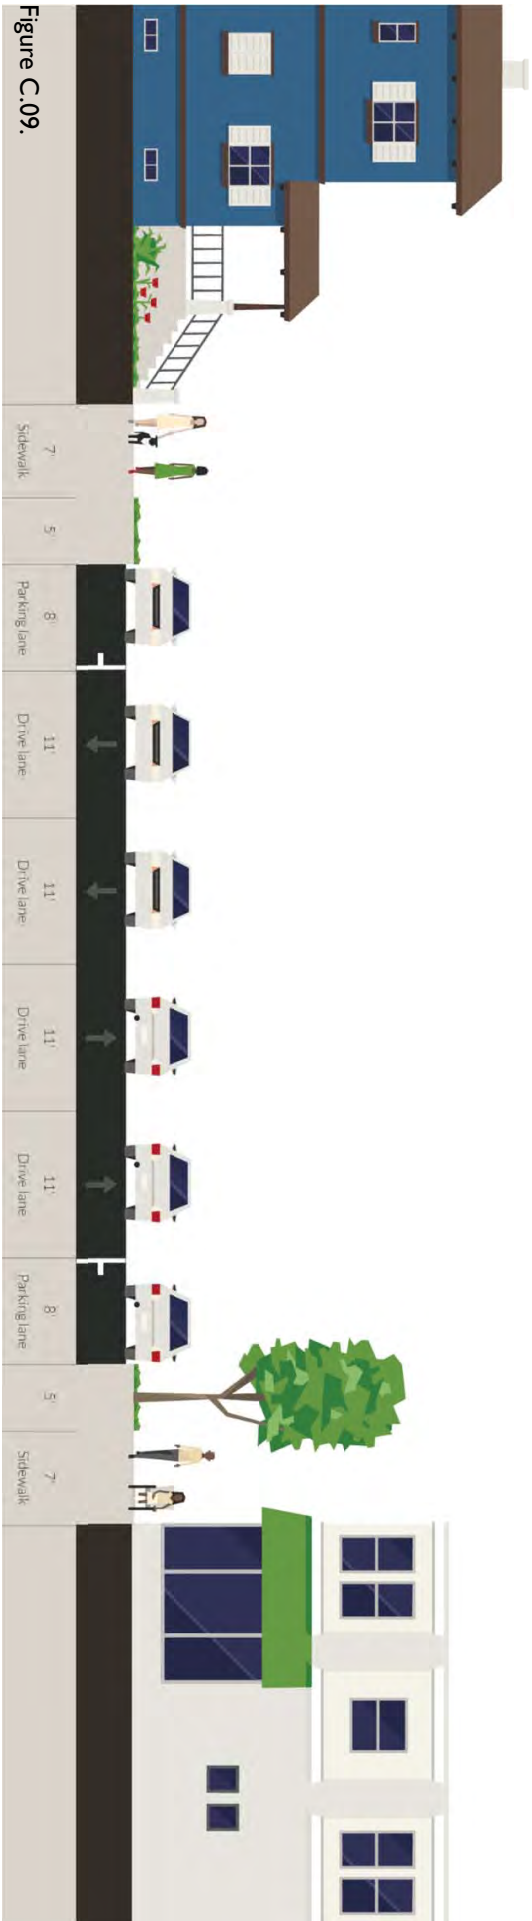 7'
Sidewalk
5'
8'
Parking lane
11'
Drive lane
11'
Drive lane
11'
Drive lane
11'
Drive lane
8'
Parking lane
5'
7'
Sidewalk
Figure C.09.